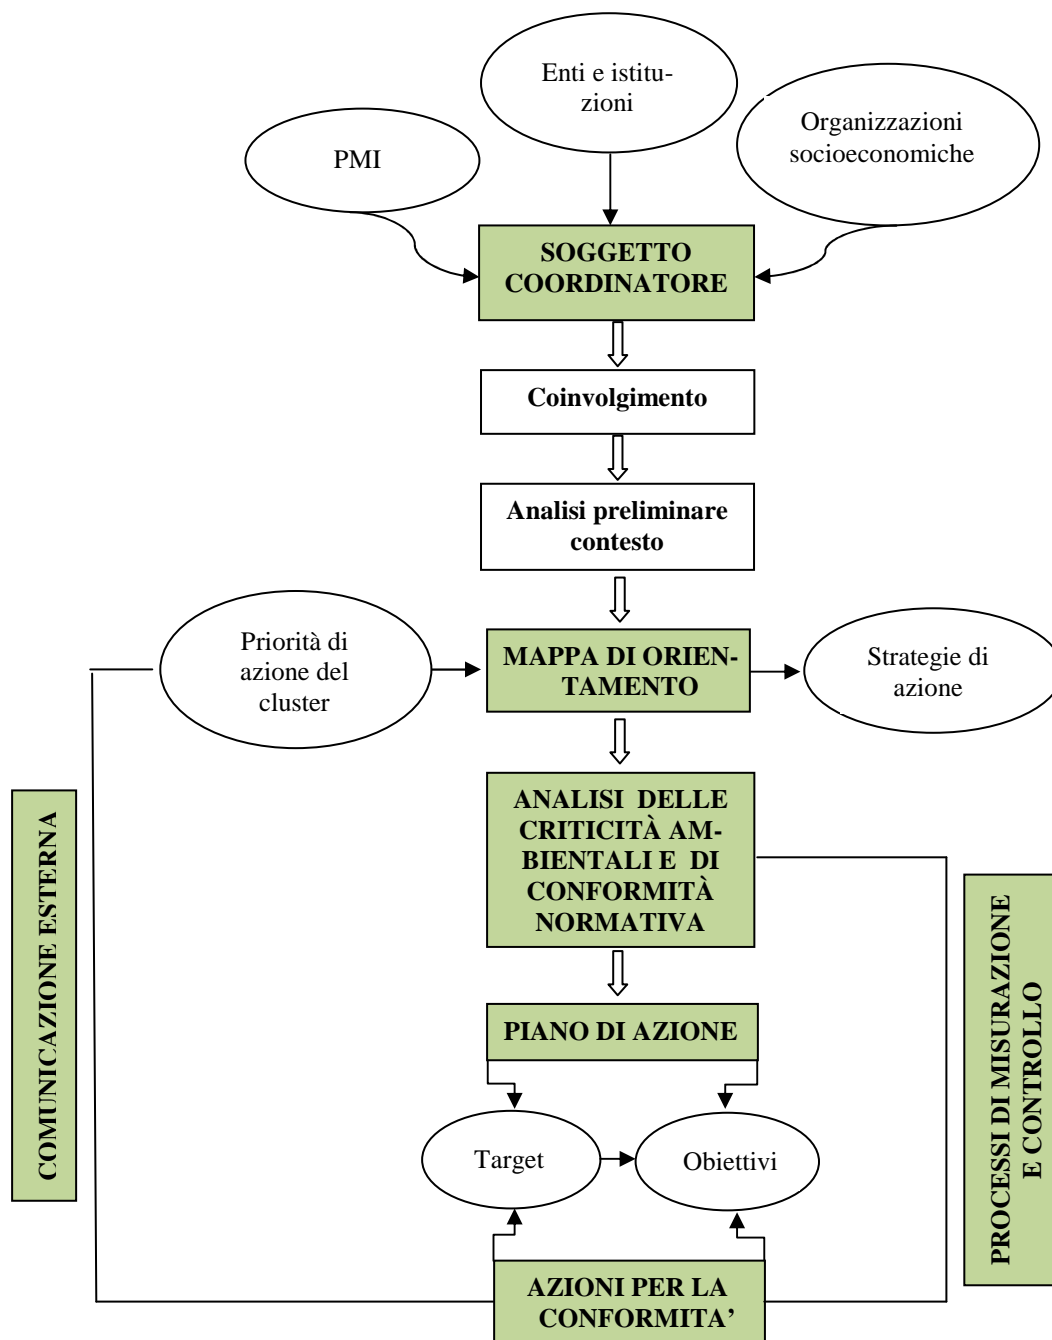 Enti e istitu-
zioni
PMI
Organizzazioni
socioeconomiche
SOGGETTO
COORDINATORE
Coinvolgimento
Analisi preliminare
contesto
Priorità di
azione del
cluster
MAPPA DI ORIEN-
TAMENTO
Strategie di
azione
ANALISI DELLE
CRITICITÀ AM-
BIENTALI E DI
CONFORMITÀ
NORMATIVA
COMUNICAZIONE ESTERNA
PROCESSI DI MISURAZIONE
E CONTROLLO
PIANO DI AZIONE
Target
Obiettivi
AZIONI PER LA
CONFORMITA’